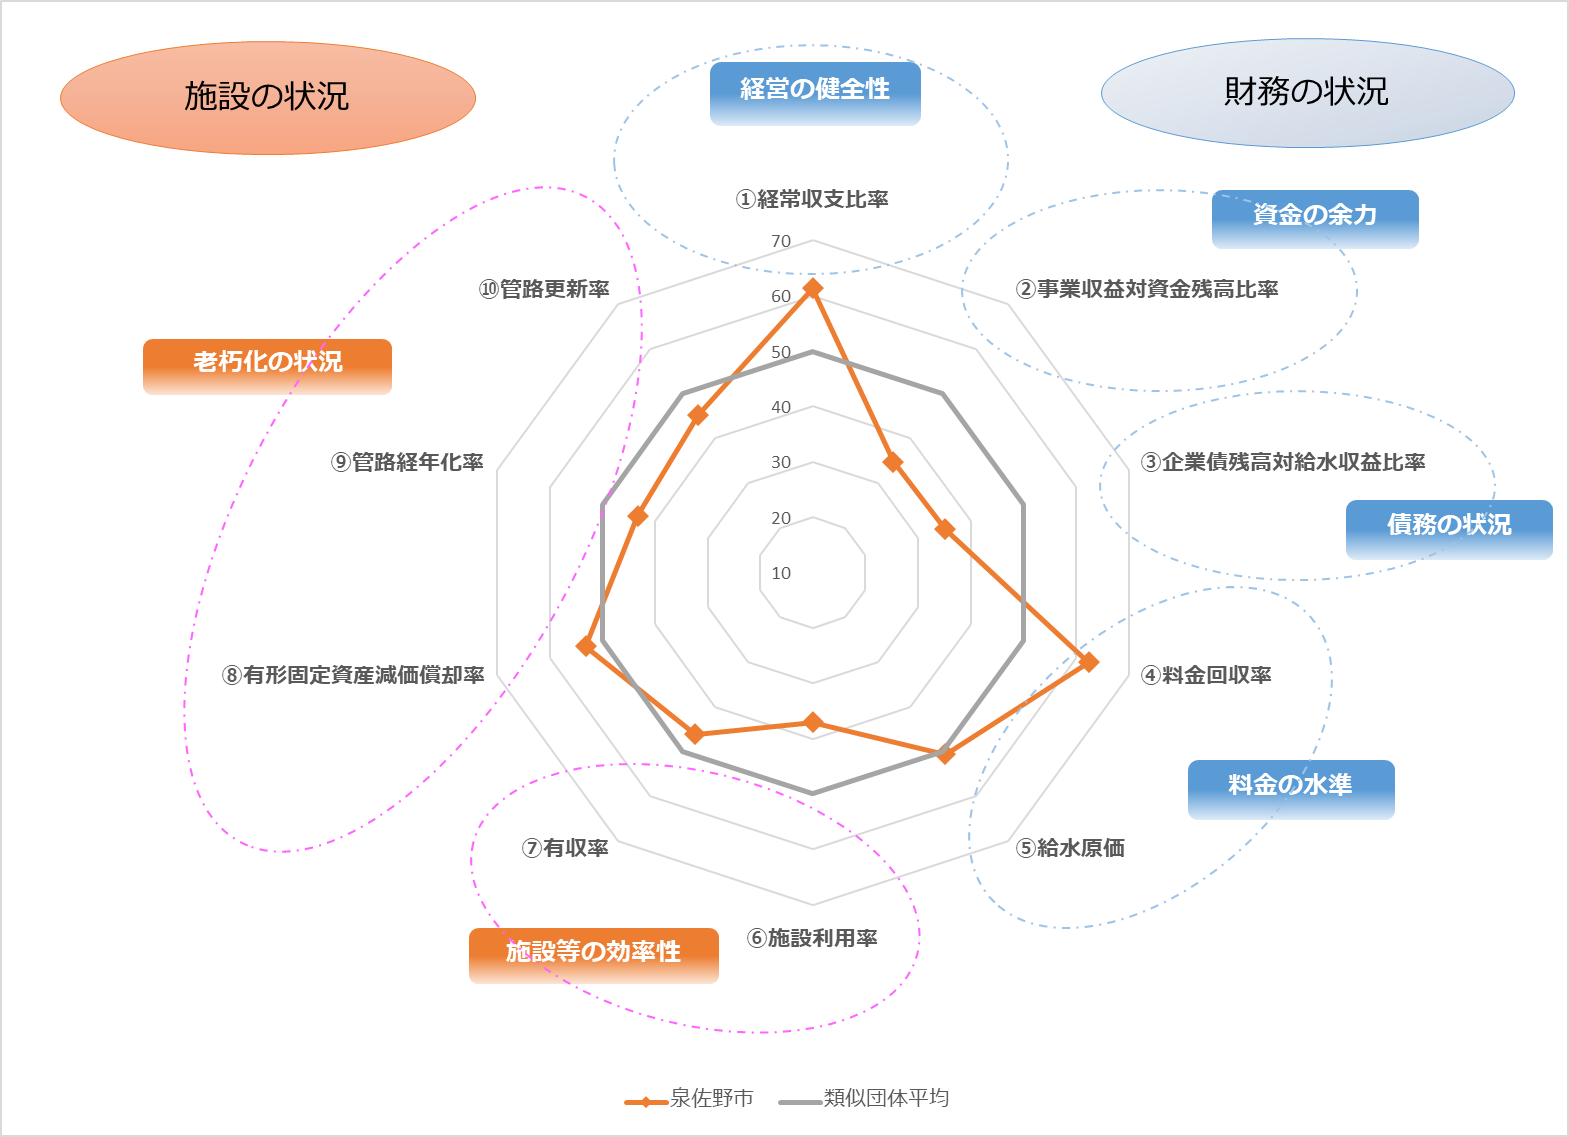 施設の状況
経営の健全性
財務の状況
①経常収支比率
資金の余力
70
60
50
40
30
20
10
②事業収益対資金残高比率
⑩管路更新率
老朽化の状況
③企業債残高対給水収益比率
⑨管路経年化率
債務の状況
④料金回収率
⑧有形固定資産減価償却率
料金の水準
⑤給水原価
⑦有収率
⑥施設利用率
施設等の効率性
泉佐野市
類似団体平均